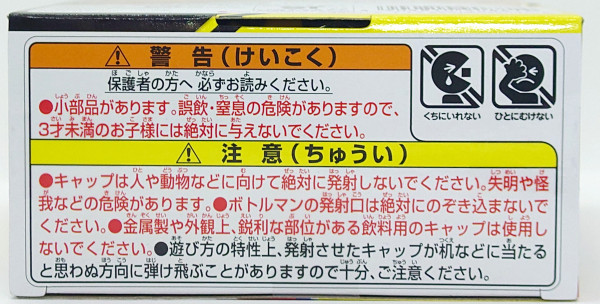 警告(けいこく)
保護者の方へ 必ずお読みください。
●小部品があります。誤飲・窒息の危険がありますので、
3才未満のお子様には絶対に与えないでください。
くちにいれない
ひとにむけない
注意(ちゅうい)
●キャップは人や動物などに向けて絶対に発射しないでください。失明や怪
我などの危険があります。●ボトルマンの発射口は絶対にのぞき込まないで
ください。●金属製や外観上、鋭利な部位がある飲料用のキャップは使用し
ないでください。●遊び方の特性上、発射させたキャップが机などに当たる
と思わぬ方向に弾け飛ぶことがありますので十分、ご注意ください。